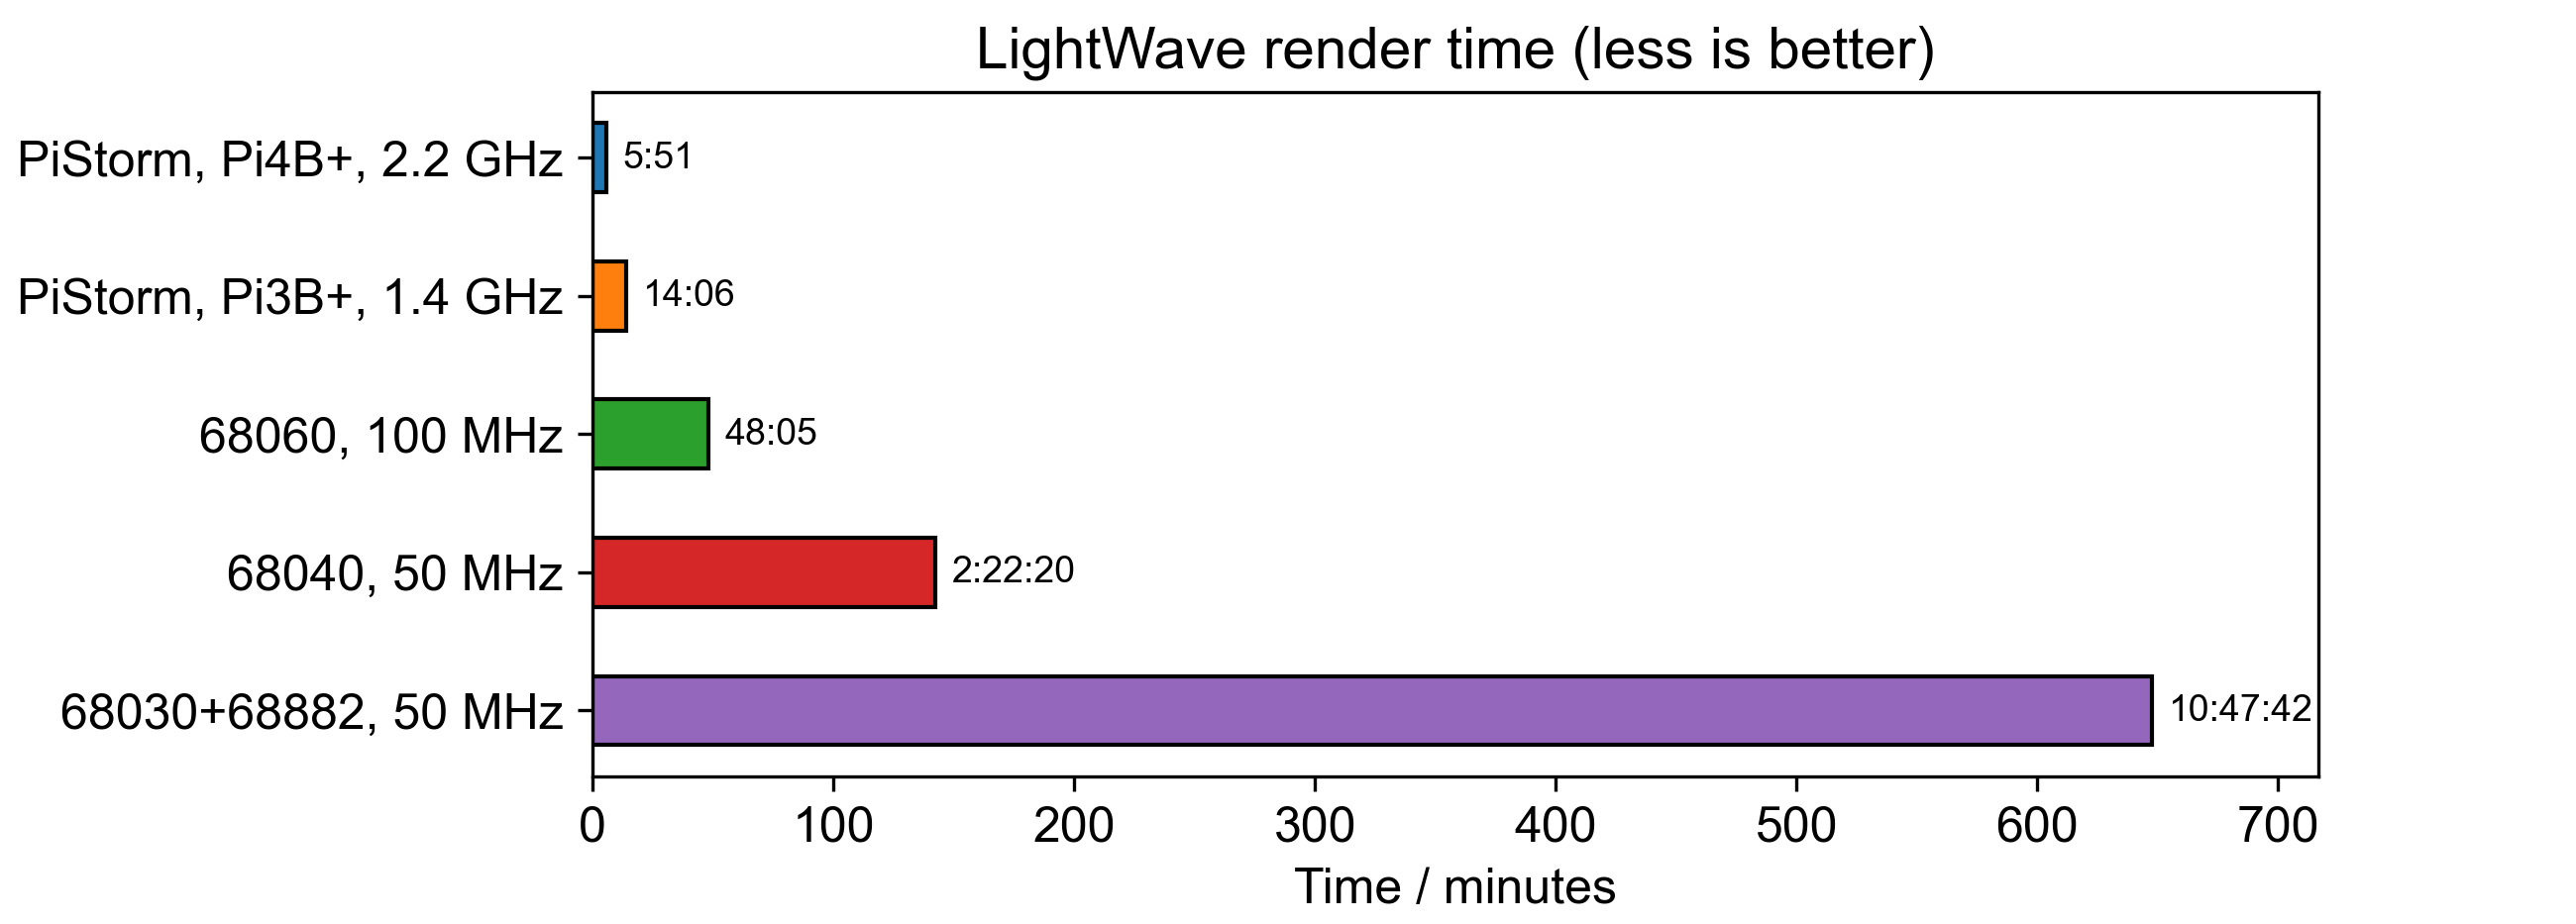 LightWave render time (less is better)
PiStorm, Pi4B+, 2.2 GHz 5:51
PiStorm, Pi3B+, 1.4 GHz 14:06
68060, 100 MHz 48:05
68040, 50 MHz 2:22:20
68030+68882, 50 MHz 10:47:42
0 100 200 300 400 500 600 700
Time / minutes